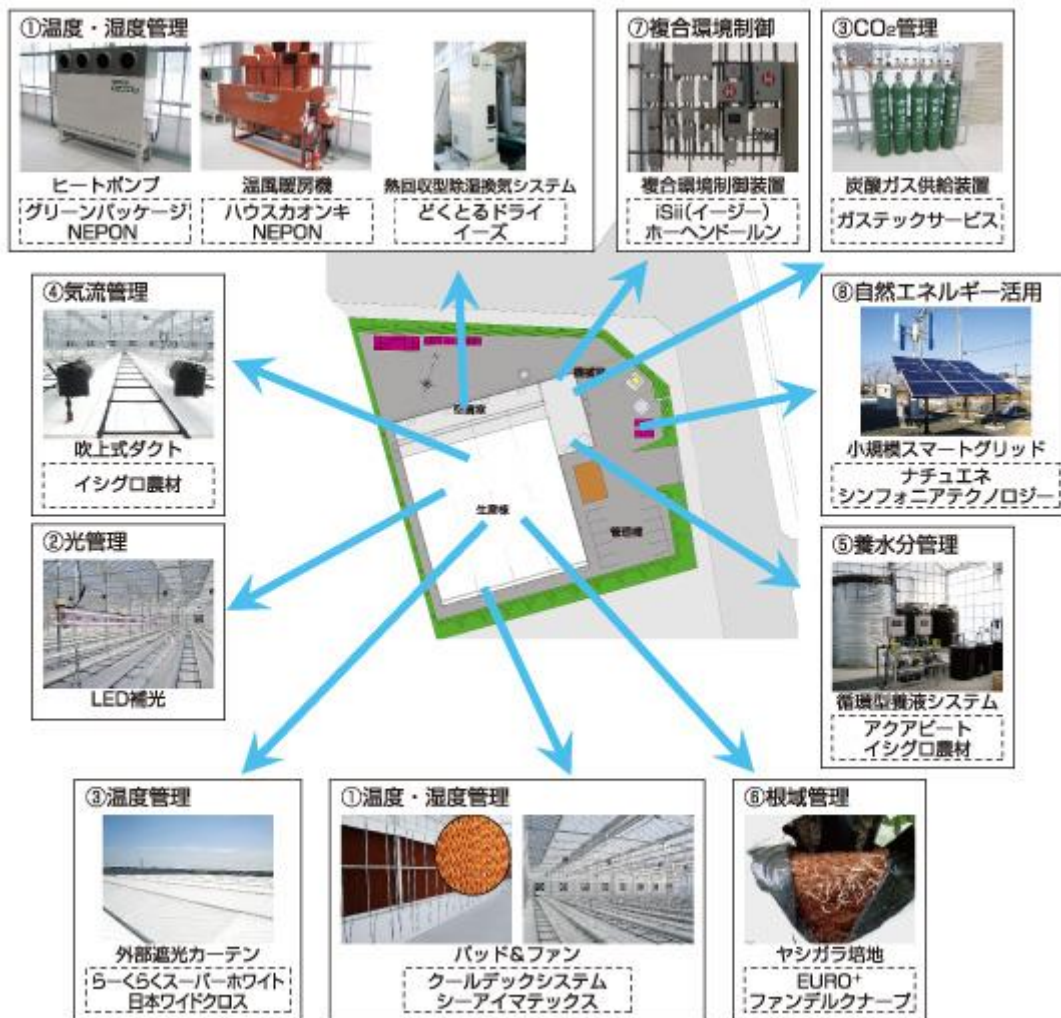 ①温度・湿度管理
ヒートポンプ
グリーンパッケージ
NEPON
温風暖房機
ハウスカオンキ
NEPON
熱回収型除湿換気システム
どくとるドライ
イーズ
⑦複合環境制御
複合環境制御装置
iSii(イージー)
ホーヘンドールン
③CO₂管理
炭酸ガス供給装置
ガステックサービス
④気流管理
吹上式ダクト
イシグロ農材
⑧自然エネルギー活用
小規模スマートグリッド
ナチュエネ
シンフォニアテクノロジー
生産棟
管理棟
②光管理
LED補光
⑤養水分管理
循環型養液システム
アクアビート
イシグロ農材
③温度管理
外部遮光カーテン
らーくらくスーパーホワイト
日本ワイドクロス
①温度・湿度管理
パッド&ファン
クールデックシステム
シーアイマテックス
⑥根域管理
ヤシガラ培地
EURO⁺
ファンデルクナープ